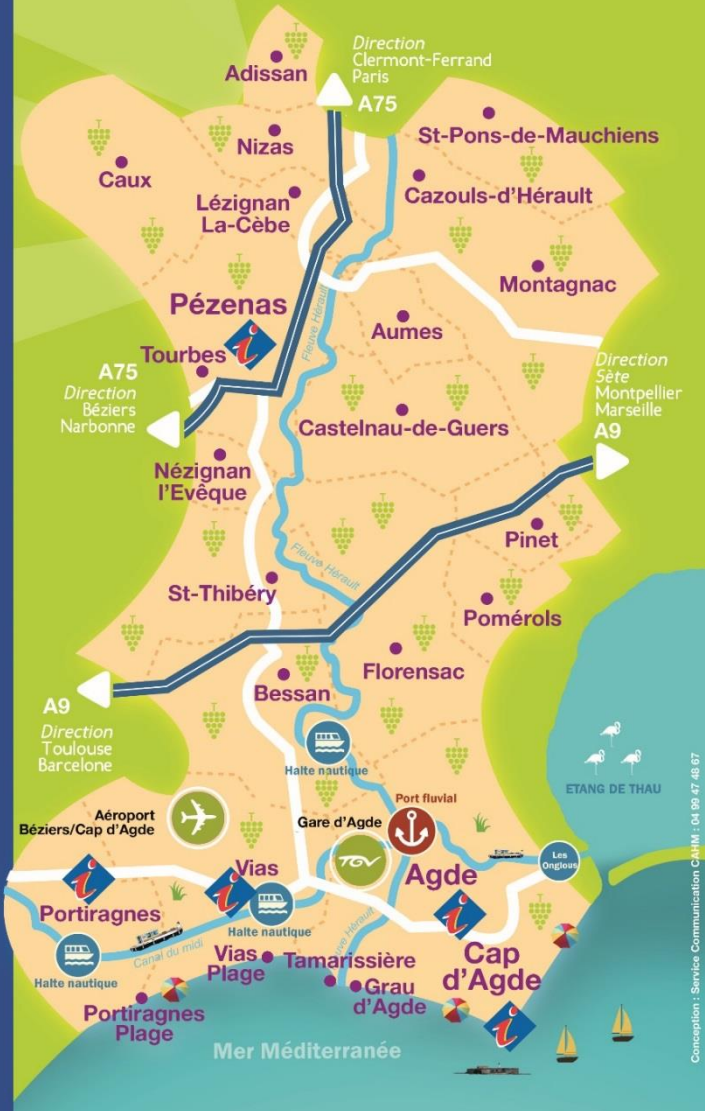 Direction
Clermont-Ferrand
Paris
A75
Adissan
Nizas
St-Pons-de-Mauchiens
Caux
Lézignan
La-Cèbe
Cazouls-d'Hérault
Montagnac
Pézenas
i
Fleuve Hérault
Aumes
Tourbes
A75
Direction
Béziers
Narbonne
Direction
Sète
Montpellier
Marseille
A9
Castelnau-de-Guers
Nézignan
l'Evêque
Pinet
Fleuve Hérault
St-Thibéry
Pomérols
Florensac
Bessan
A9
Direction
Toulouse
Barcelone
Halte nautique
ETANG DE THAU
Aéroport
Béziers/Cap d'Agde
Gare d'Agde
TGV
Port fluvial
Les
Onglous
i
Portiragnes
i
Vias
Halte nautique
Agde
i
Canal du midi
Halte nautique
Fleuve Hérault
Vias
Plage
Tamarissière
Grau
d'Agde
Cap
d'Agde
i
Portiragnes
Plage
Mer Méditerranée
Conception : Service Communication CAHM : 04 99 47 48 67